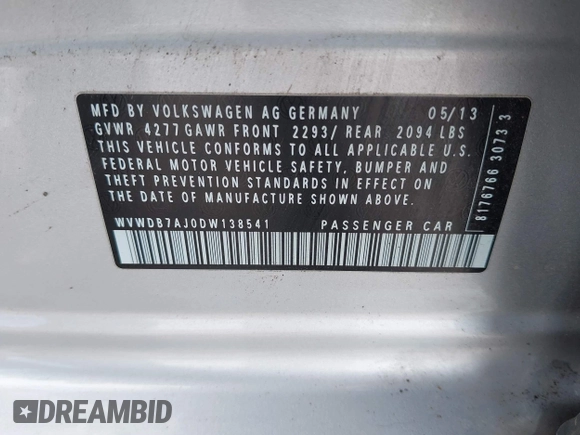 MFD BY VOLKSWAGEN AG GERMANY 05/13
GVWR 4277 GAWR FRONT 2293/ REAR 2094 LBS
THIS VEHICLE CONFORMS TO ALL APPLICABLE U.S.
FEDERAL MOTOR VEHICLE SAFETY, BUMPER AND
THEFT PREVENTION STANDARDS IN EFFECT ON
THE DATE OF MANUFACTURE SHOWN ABOVE.
WVWDB7AJ0DW138541 PASSENGER CAR
8176766 3073 3
DREAMBID